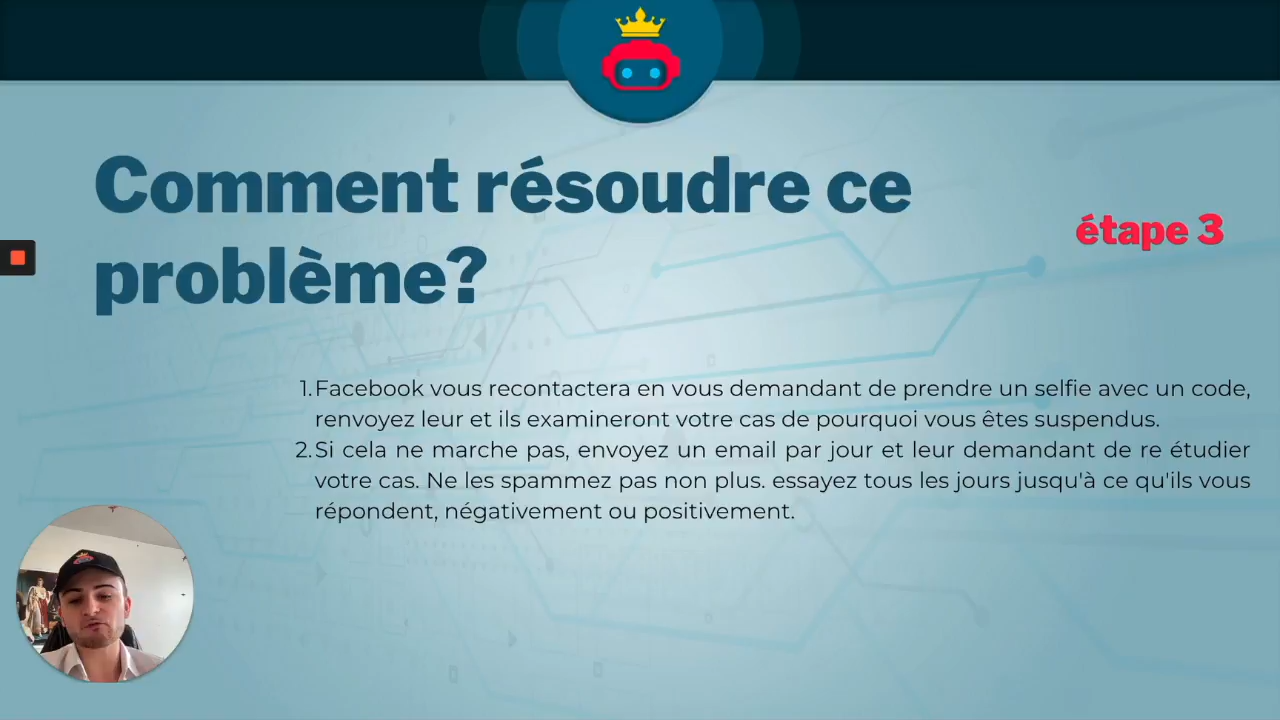 Comment résoudre ce
problème?
étape 3
1. Facebook vous recontactera en vous demandant de prendre un selfie avec un code,
renvoyez leur et ils examineront votre cas de pourquoi vous êtes suspendus.
2. Si cela ne marche pas, envoyez un email par jour et leur demandant de re étudier
votre cas. Ne les spammez pas non plus. essayez tous les jours jusqu'à ce qu'ils vous
répondent, négativement ou positivement.